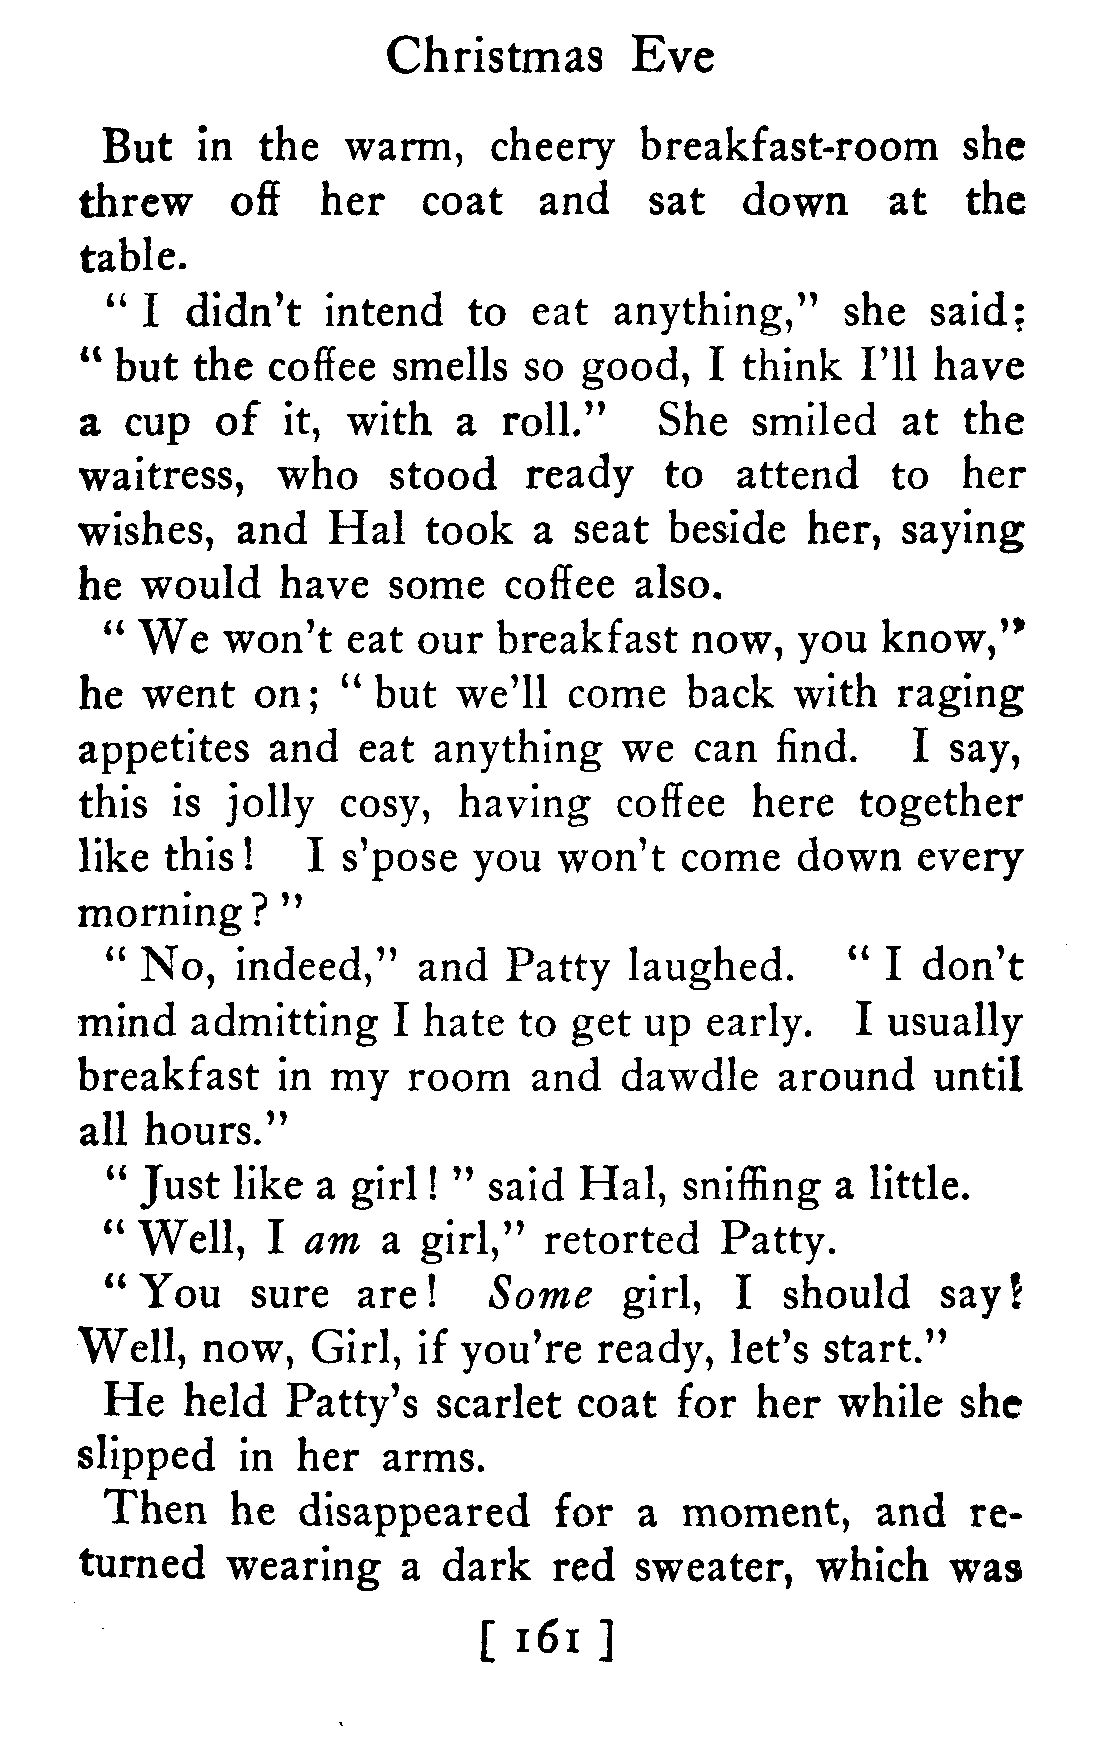 Christmas Eve
But in the warm, cheery breakfast-room she
threw off her coat and sat down at the
table.
" I didn't intend to eat anything," she said;
" but the coffee smells so good, I think I'll have
a cup of it, with a roll." She smiled at the
waitress, who stood ready to attend to her
wishes, and Hal took a seat beside her, saying
he would have some coffee also.
" We won't eat our breakfast now, you know,"
he went on; " but we'll come back with raging
appetites and eat anything we can find. I say,
this is jolly cosy, having coffee here together
like this! I s'pose you won't come down every
morning? "
" No, indeed," and Patty laughed. " I don't
mind admitting I hate to get up early. I usually
breakfast in my room and dawdle around until
all hours."
" Just like a girl! " said Hal, sniffing a little.
" Well, I am a girl," retorted Patty.
" You sure are! Some girl, I should say!
Well, now, Girl, if you're ready, let's start."
He held Patty's scarlet coat for her while she
slipped in her arms.
Then he disappeared for a moment, and re-
turned wearing a dark red sweater, which was
[ 161 ]